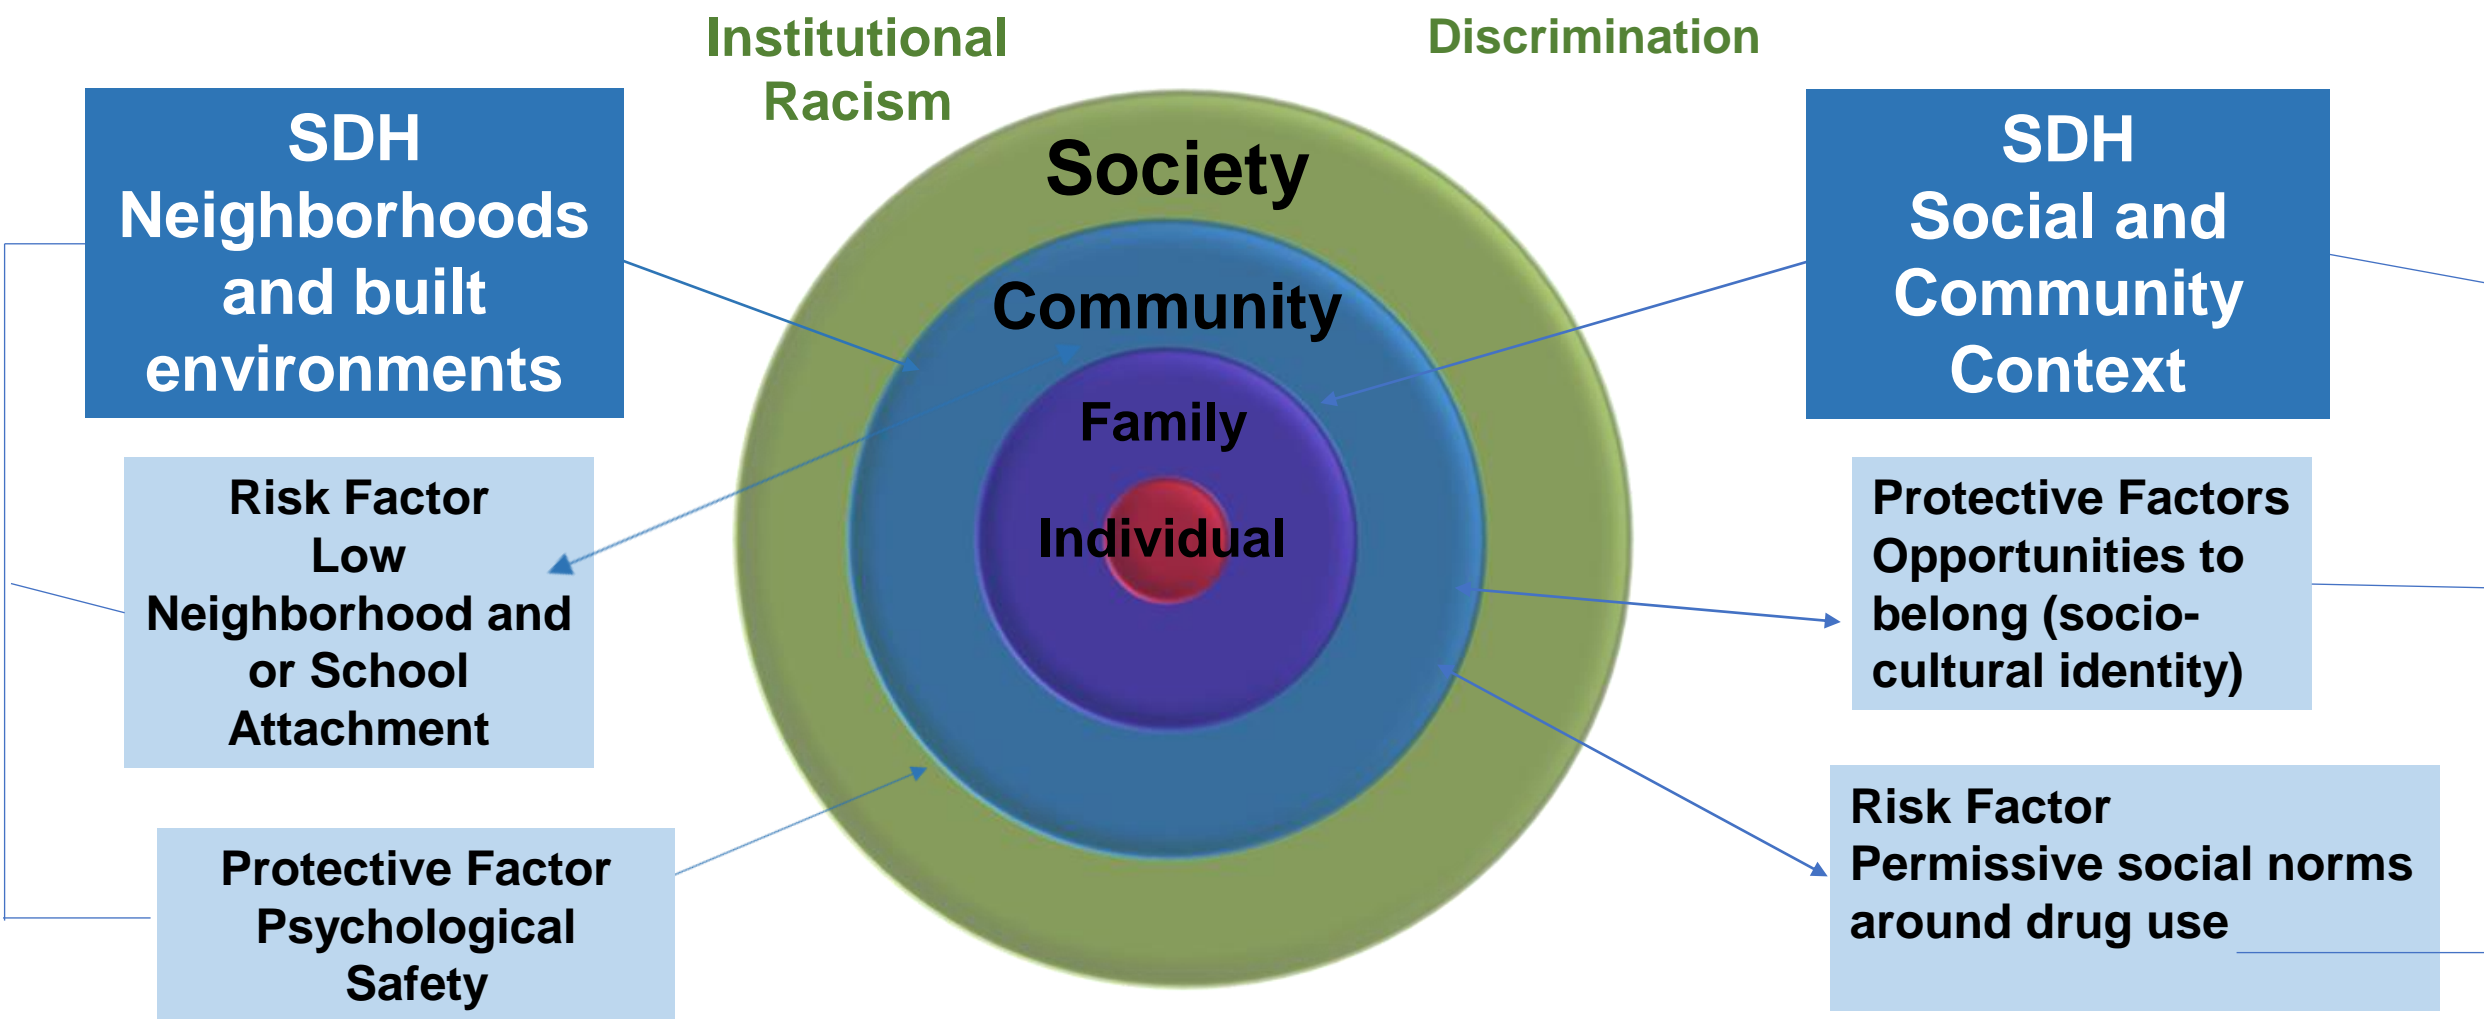 Institutional
Racism
Discrimination
SDH
Neighborhoods
and built
environments
Society
Community
Family
Individual
SDH
Social and
Community
Context
Risk Factor
Low
Neighborhood and
or School
Attachment
Protective Factors
Opportunities to
belong (socio-
cultural identity)
Protective Factor
Psychological
Safety
Risk Factor
Permissive social norms
around drug use